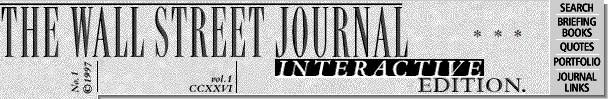 THE WALL STREET JOURNAL
* * *
INTERACTIVE
EDITION.
No. 1
©1997
vol. 1
CCXXVI
SEARCH
BRIEFING
BOOKS
QUOTES
PORTFOLIO
JOURNAL
LINKS